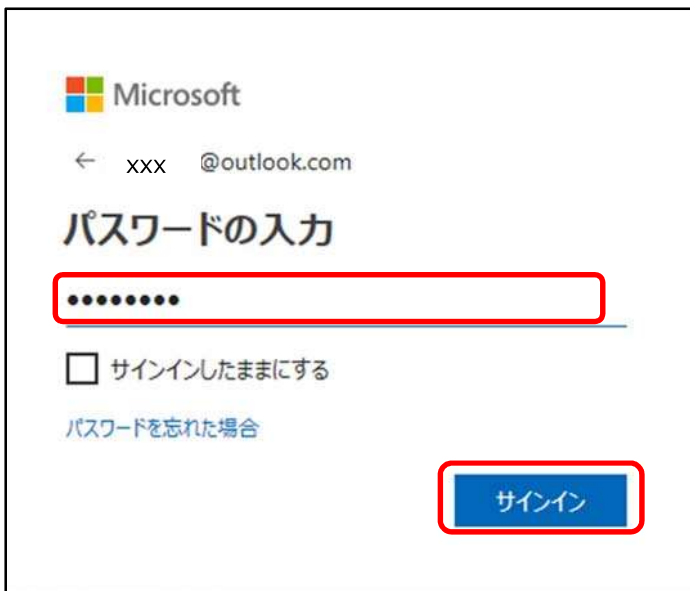 Microsoft
← xxx @outlook.com
パスワードの入力
••••••••
サインインしたままにする
パスワードを忘れた場合
サインイン